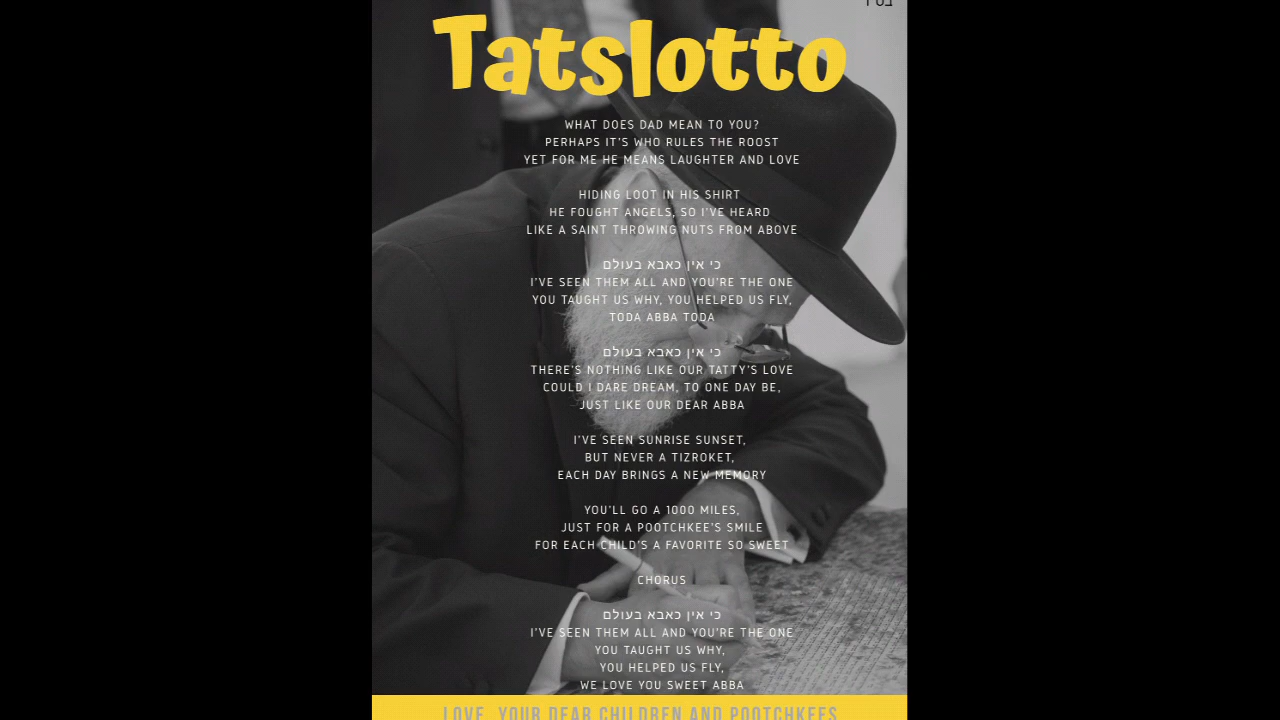 Tatslotto
WHAT DOES DAD MEAN TO YOU?
PERHAPS IT'S WHO RULES THE ROOST
YET FOR ME HE MEANS LAUGHTER AND LOVE
HIDING LOOT IN HIS SHIRT
HE FOUGHT ANGELS, SO I'VE HEARD
LIKE A SAINT THROWING NUTS FROM ABOVE
כי אין כאבא בעולם
I'VE SEEN THEM ALL AND YOU'RE THE ONE
YOU TAUGHT US WHY, YOU HELPED US FLY,
TODA ABBA TODA
כי אין כאבא בעולם
THERE'S NOTHING LIKE OUR TATTY'S LOVE
COULD I DARE DREAM, TO ONE DAY BE,
JUST LIKE OUR DEAR ABBA
I'VE SEEN SUNRISE SUNSET,
BUT NEVER A TIZROKET,
EACH DAY BRINGS A NEW MEMORY
YOU'LL GO A 1000 MILES,
JUST FOR A POOTCHKEE'S SMILE
FOR EACH CHILD'S A FAVORITE SO SWEET
CHORUS
כי אין כאבא בעולם
I'VE SEEN THEM ALL AND YOU'RE THE ONE
YOU TAUGHT US WHY,
YOU HELPED US FLY,
WE LOVE YOU SWEET ABBA
LOVE, YOUR DEAR CHILDREN AND POOTCHKEES